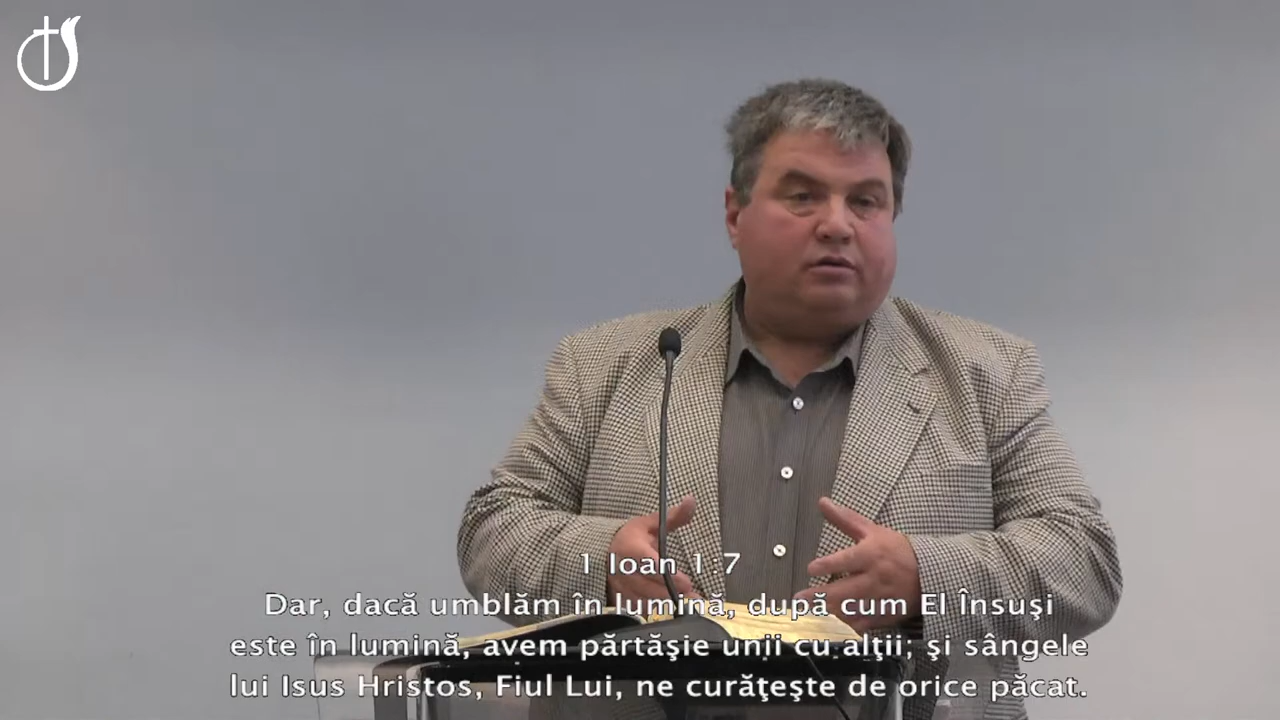 1 Ioan 1:7
Dar, dacă umblăm în lumină, după cum El Însuşi
este în lumină, avem părtăşie unii cu alţii; şi sângele
lui Isus Hristos, Fiul Lui, ne curăţeşte de orice păcat.